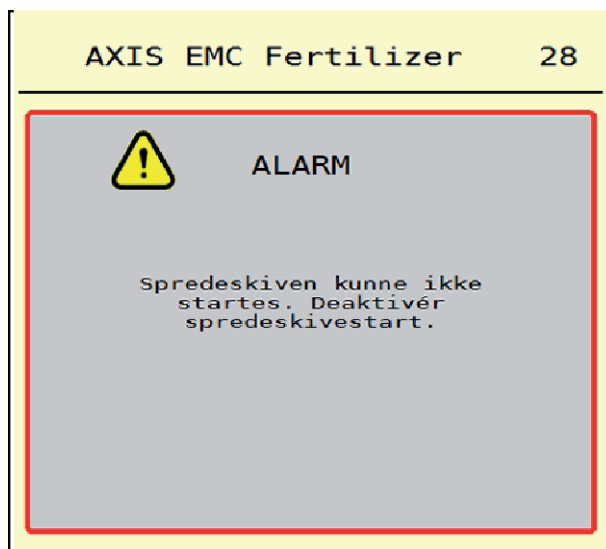 AXIS EMC Fertilizer 28
ALARM
Spredeskiven kunne ikke
startes. Deaktivér
spredeskivestart.